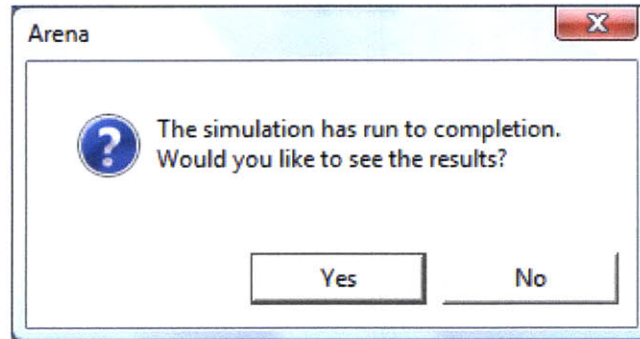 Arena
The simulation has run to completion.
Would you like to see the results?
Yes
No